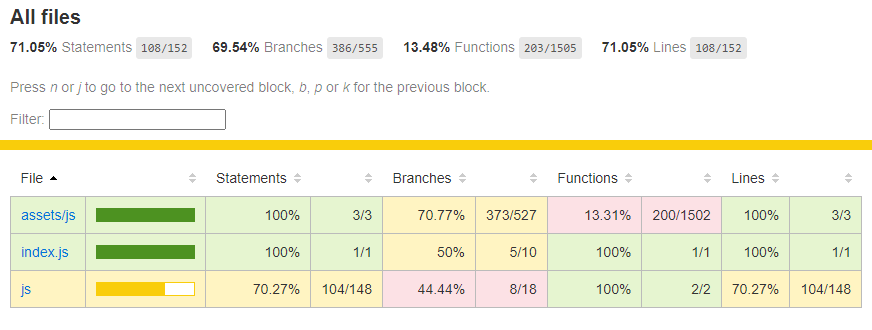 All files
71.05% Statements 108/152 69.54% Branches 386/555 13.48% Functions 203/1505 71.05% Lines 108/152
Press n or j to go to the next uncovered block, b, p or k for the previous block.
Filter:
File Statements Branches Functions Lines
assets/js 100% 3/3 70.77% 373/527 13.31% 200/1502 100% 3/3
index.js 100% 1/1 50% 5/10 100% 1/1 100% 1/1
js 70.27% 104/148 44.44% 8/18 100% 2/2 70.27% 104/148